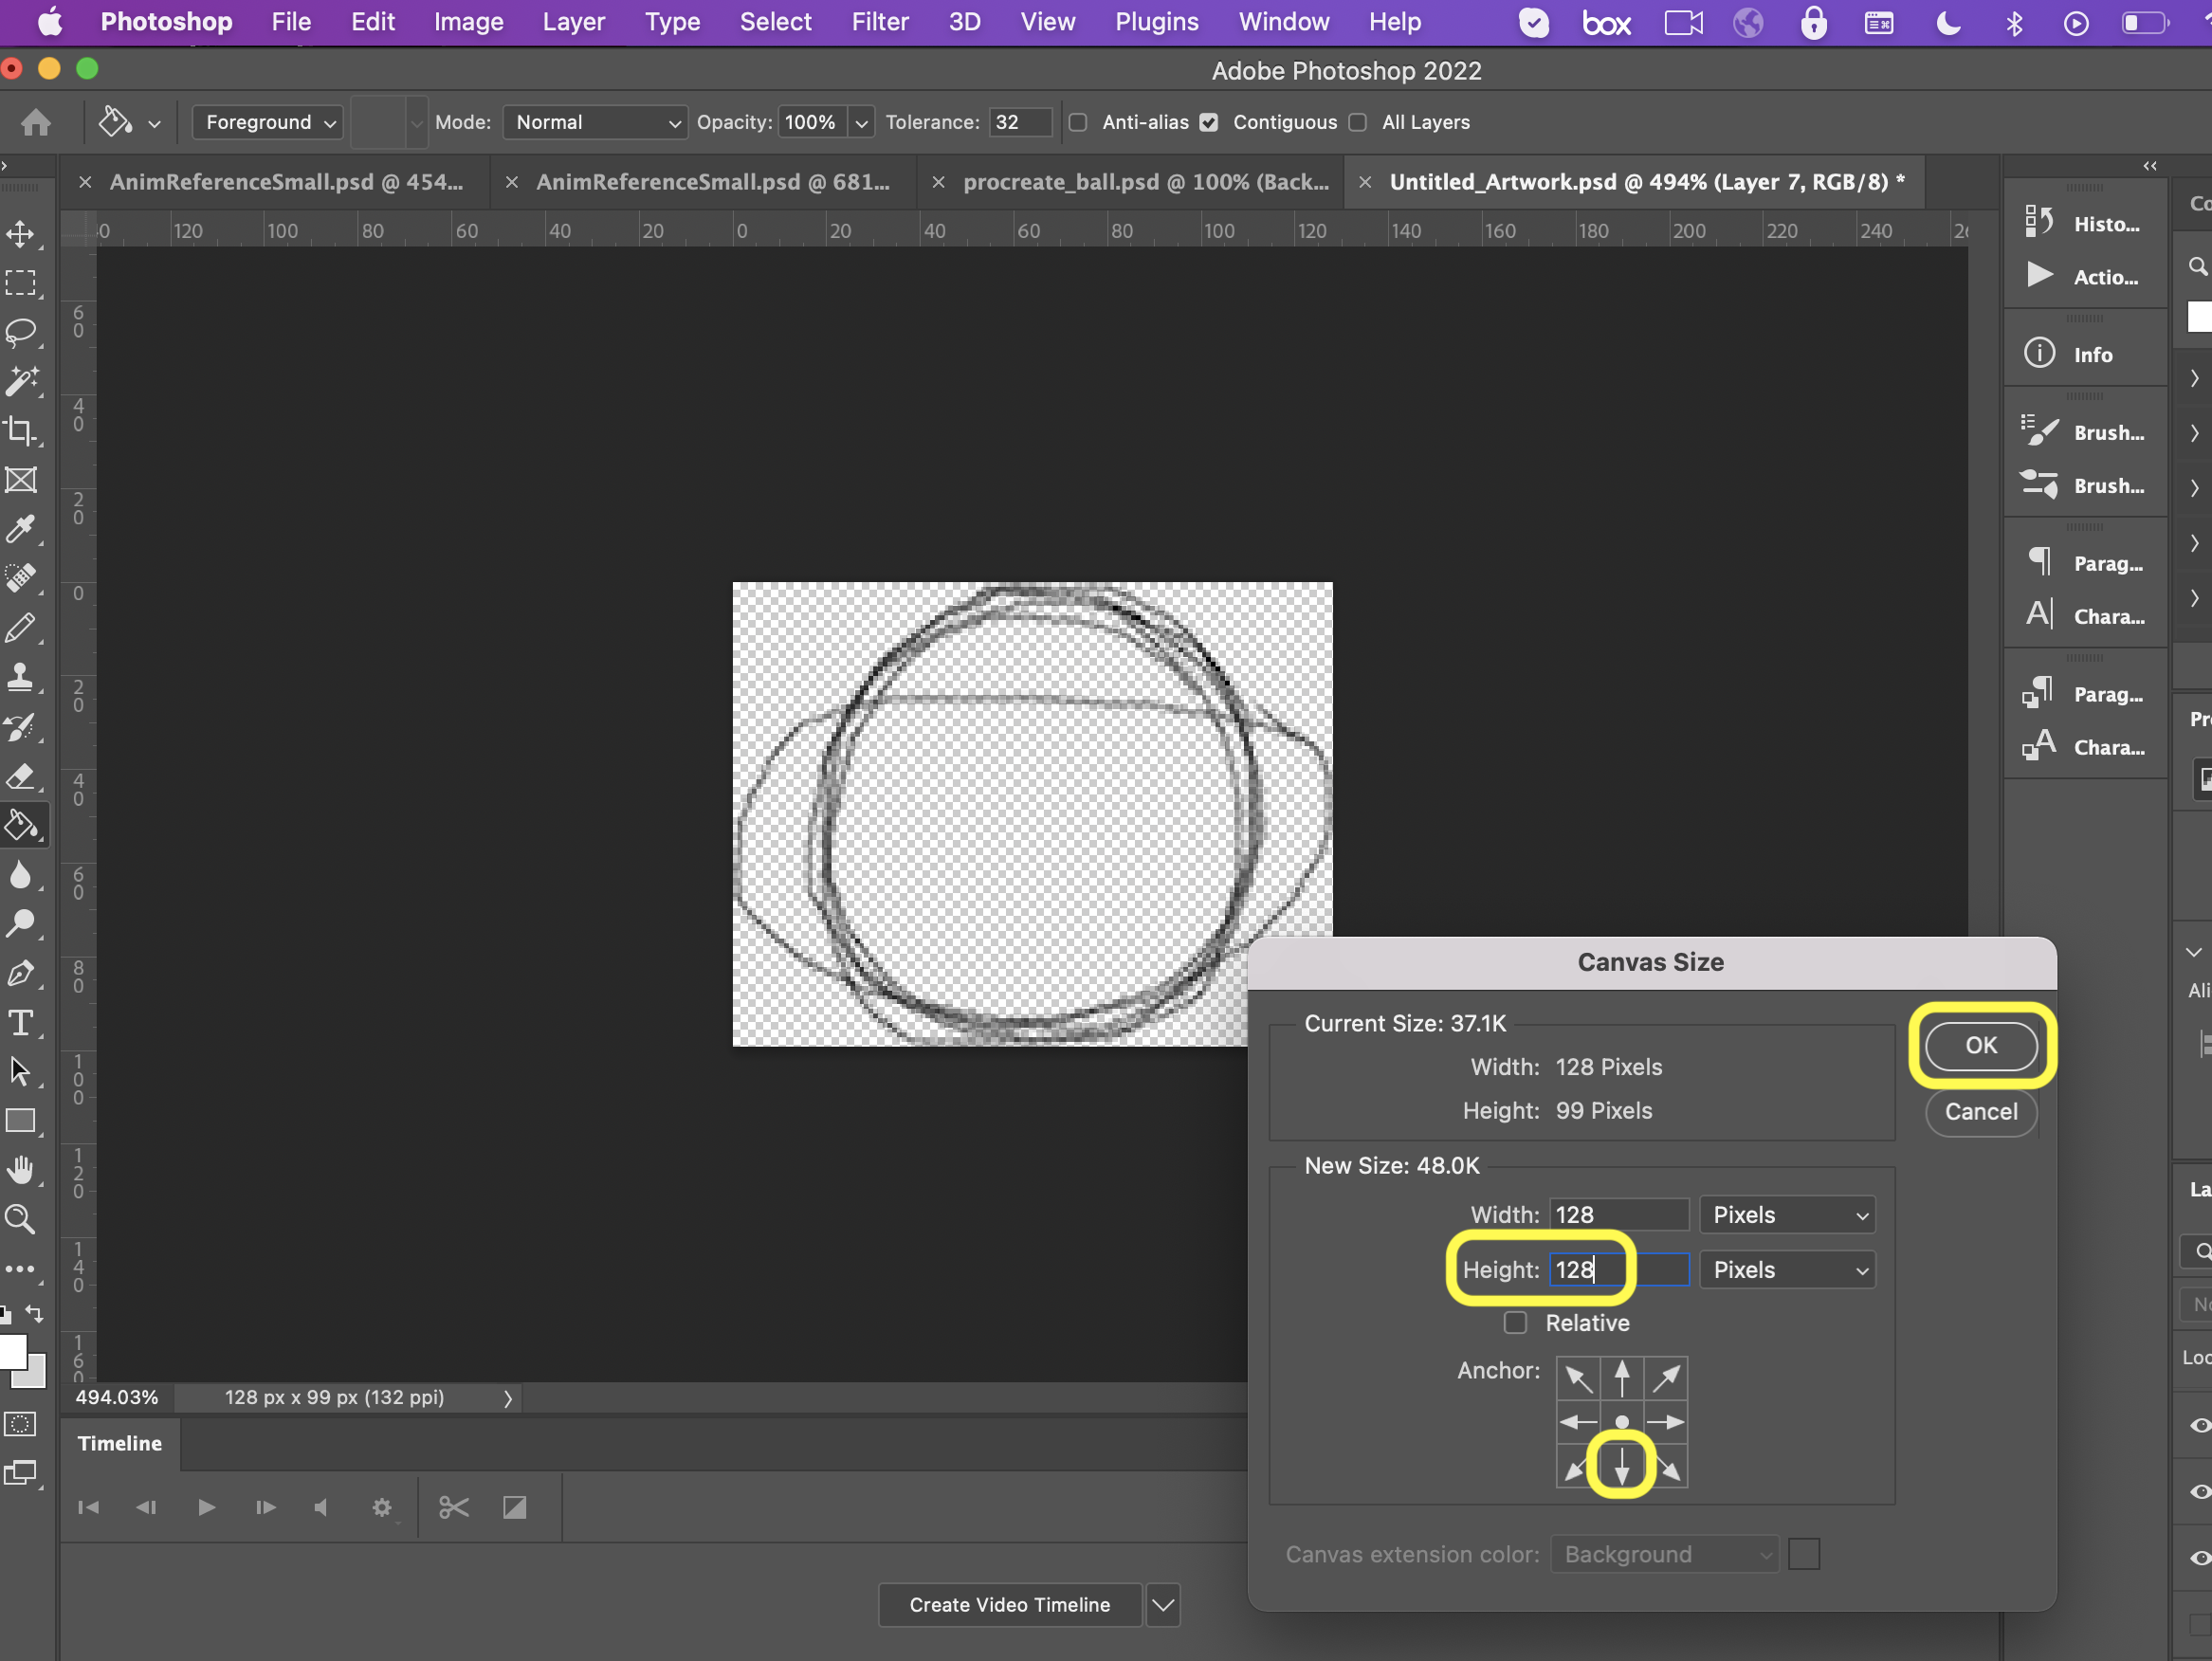 Photoshop File Edit Image Layer Type Select Filter 3D View Plugins Window Help box
Adobe Photoshop 2022
Foreground Mode: Normal Opacity: 100% Tolerance: 32 Anti-alias Contiguous All Layers
× AnimReferenceSmall.psd @ 454... × AnimReferenceSmall.psd @ 681... × procreate_ball.psd @ 100% (Back... × Untitled_Artwork.psd @ 494% (Layer 7, RGB/8) *
120 100 80 60 40 20 0 20 40 60 80 100 120 140 160 180 200 220 240
60
40
20
0
20
40
60
80
100
120
140
160
Histo...
Actio...
Info
Brush...
Brush...
Parag...
Chara...
Parag...
Chara...
Co
Pr
Ali
La
No
Loc
Canvas Size
Current Size: 37.1K
Width: 128 Pixels
Height: 99 Pixels
OK
Cancel
New Size: 48.0K
Width: 128 Pixels
Height: 128 Pixels
Relative
Anchor:
Canvas extension color: Background
494.03% 128 px x 99 px (132 ppi)
Timeline
Create Video Timeline